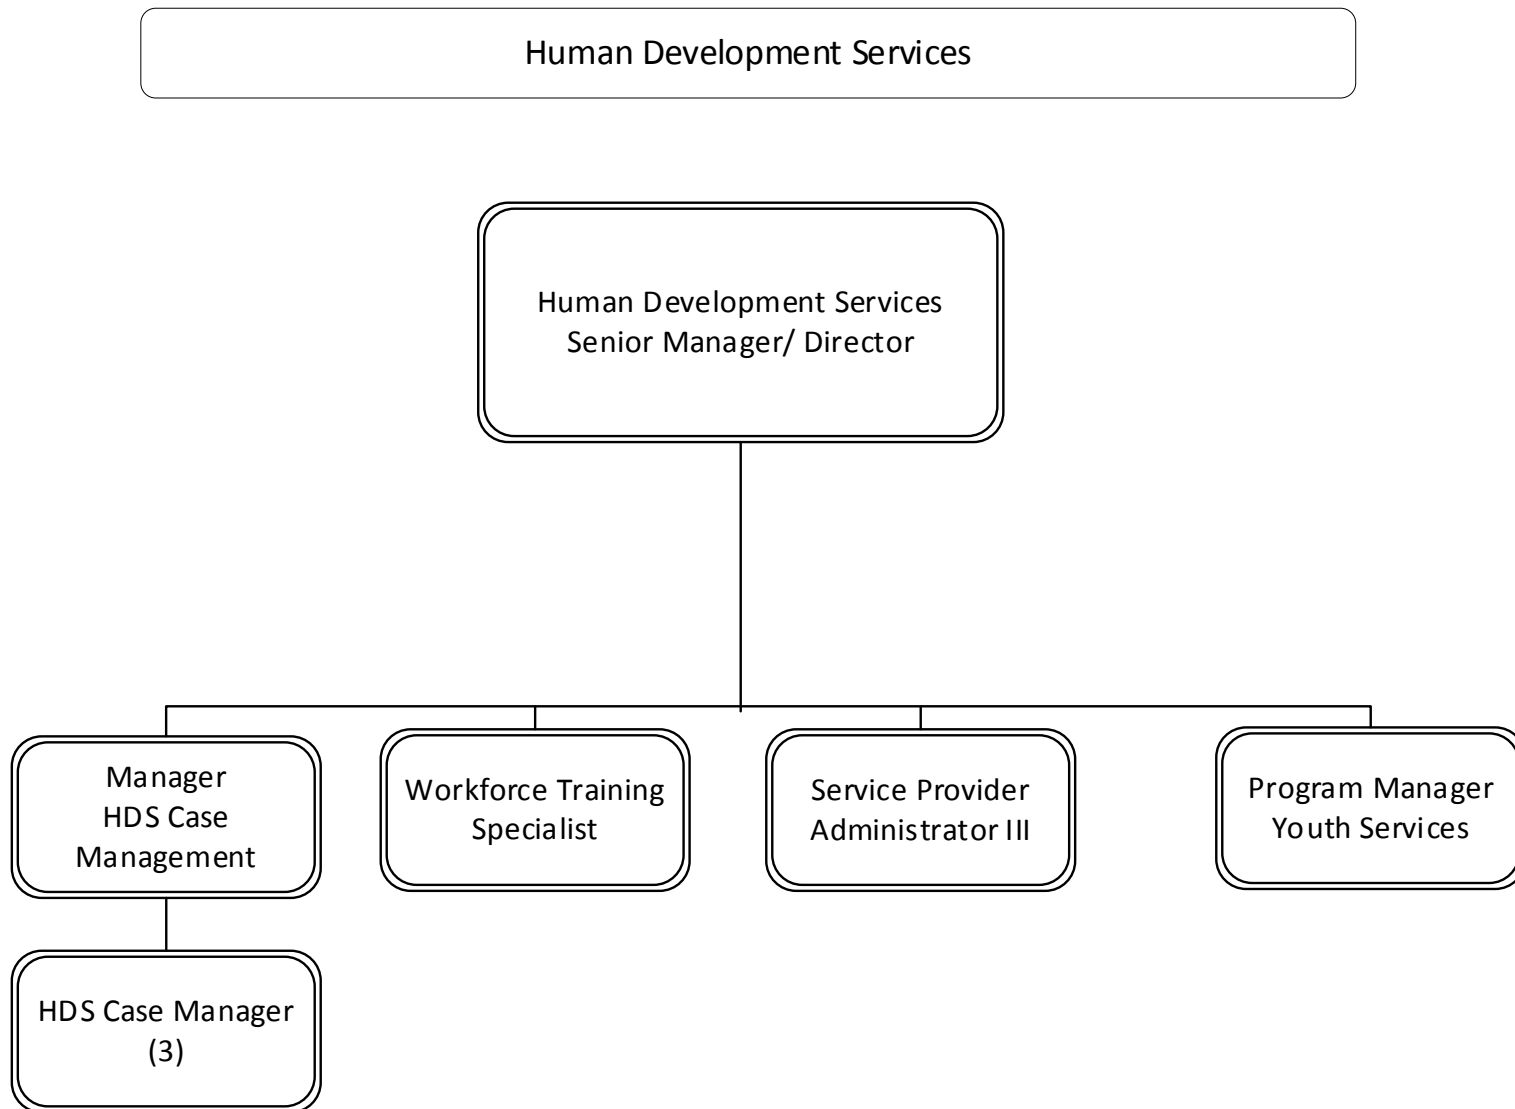 Human Development Services
Human Development Services
Senior Manager/ Director
Manager
HDS Case
Management
Workforce Training
Specialist
Service Provider
Administrator III
Program Manager
Youth Services
HDS Case Manager
(3)